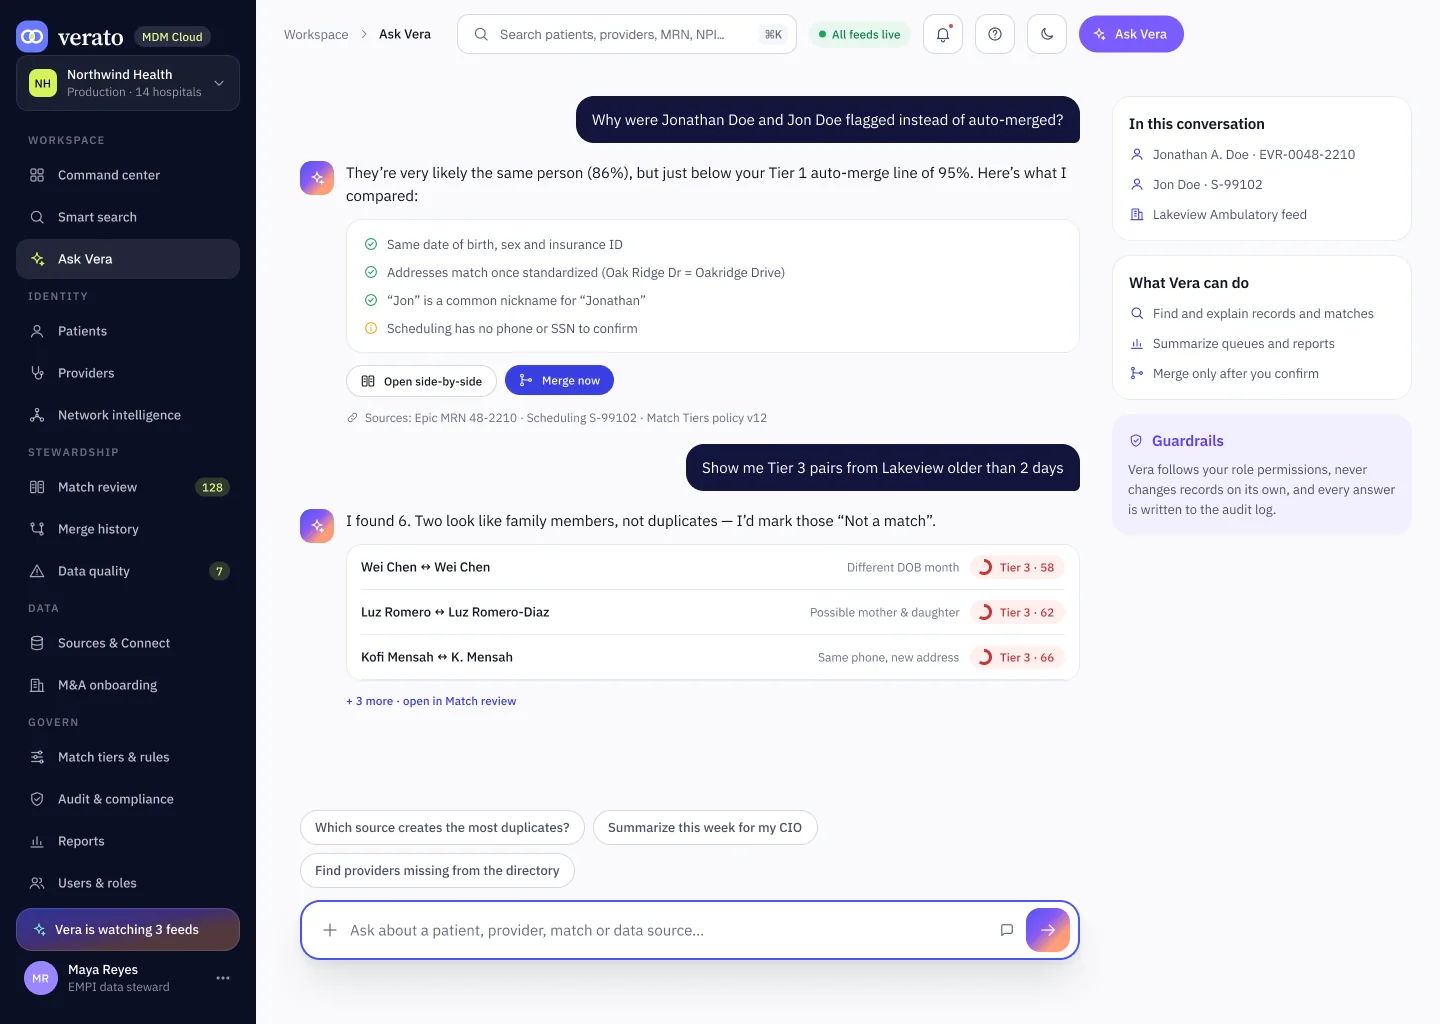 verato
MDM Cloud
NH
Northwind Health
Production · 14 hospitals
WORKSPACE
Command center
Smart search
Ask Vera
IDENTITY
Patients
Providers
Network intelligence
STEWARDSHIP
Match review
128
Merge history
Data quality
7
DATA
Sources & Connect
M&A onboarding
GOVERN
Match tiers & rules
Audit & compliance
Reports
Users & roles
Vera is watching 3 feeds
MR
Maya Reyes
EMPI data steward
Workspace
Ask Vera
Search patients, providers, MRN, NPI...
⌘K
All feeds live
Ask Vera
Why were Jonathan Doe and Jon Doe flagged instead of auto-merged?
They’re very likely the same person (86%), but just below your Tier 1 auto-merge line of 95%. Here’s what I
compared:
Same date of birth, sex and insurance ID
Addresses match once standardized (Oak Ridge Dr = Oakridge Drive)
“Jon” is a common nickname for “Jonathan”
Scheduling has no phone or SSN to confirm
Open side-by-side
Merge now
Sources: Epic MRN 48-2210 · Scheduling S-99102 · Match Tiers policy v12
Show me Tier 3 pairs from Lakeview older than 2 days
I found 6. Two look like family members, not duplicates — I’d mark those “Not a match”.
Wei Chen ↔ Wei Chen
Different DOB month
Tier 3 · 58
Luz Romero ↔ Luz Romero-Diaz
Possible mother & daughter
Tier 3 · 62
Kofi Mensah ↔ K. Mensah
Same phone, new address
Tier 3 · 66
+ 3 more · open in Match review
Which source creates the most duplicates?
Summarize this week for my CIO
Find providers missing from the directory
Ask about a patient, provider, match or data source...
In this conversation
Jonathan A. Doe · EVR-0048-2210
Jon Doe · S-99102
Lakeview Ambulatory feed
What Vera can do
Find and explain records and matches
Summarize queues and reports
Merge only after you confirm
Guardrails
Vera follows your role permissions, never
changes records on its own, and every answer
is written to the audit log.